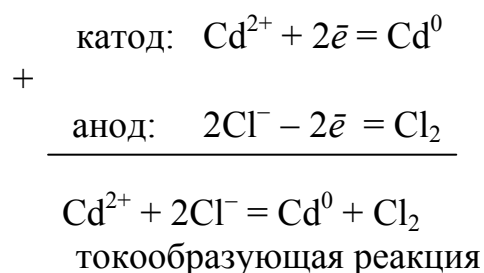 катод: Cd²⁺ + 2ē = Cd⁰
+
анод: 2Cl⁻ – 2ē = Cl₂
Cd²⁺ + 2Cl⁻ = Cd⁰ + Cl₂
токообразующая реакция